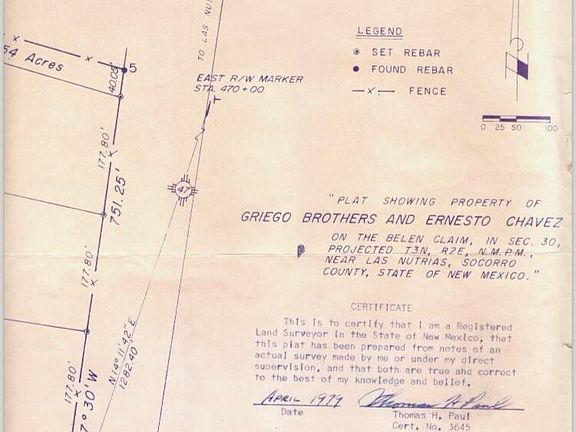 TO LAS NUTRI
54 Acres
5
40.05'
EAST R/W MARKER
STA. 470+00
177.80'
751.25'
177.80'
47
N14°11'42"E
1282.40'
177.80'
7°30'W
LEGEND
SET REBAR
FOUND REBAR
—x— FENCE
0 25 50 100
"PLAT SHOWING PROPERTY OF
GRIEGO BROTHERS AND ERNESTO CHAVEZ
ON THE BELEN CLAIM, IN SEC. 30,
PROJECTED T3N, R2E, N.M.P.M.,
NEAR LAS NUTRIAS, SOCORRO
COUNTY, STATE OF NEW MEXICO."
CERTIFICATE
This is to certify that I am a Registered
Land Surveyor in the State of New Mexico, that
this plat has been prepared from notes of an
actual survey made by me or under my direct
supervision, and that both are true and correct
to the best of my knowledge and belief.
APRIL 1979 Thomas H Paul
Date Thomas H. Paul
Cert. No. 3645